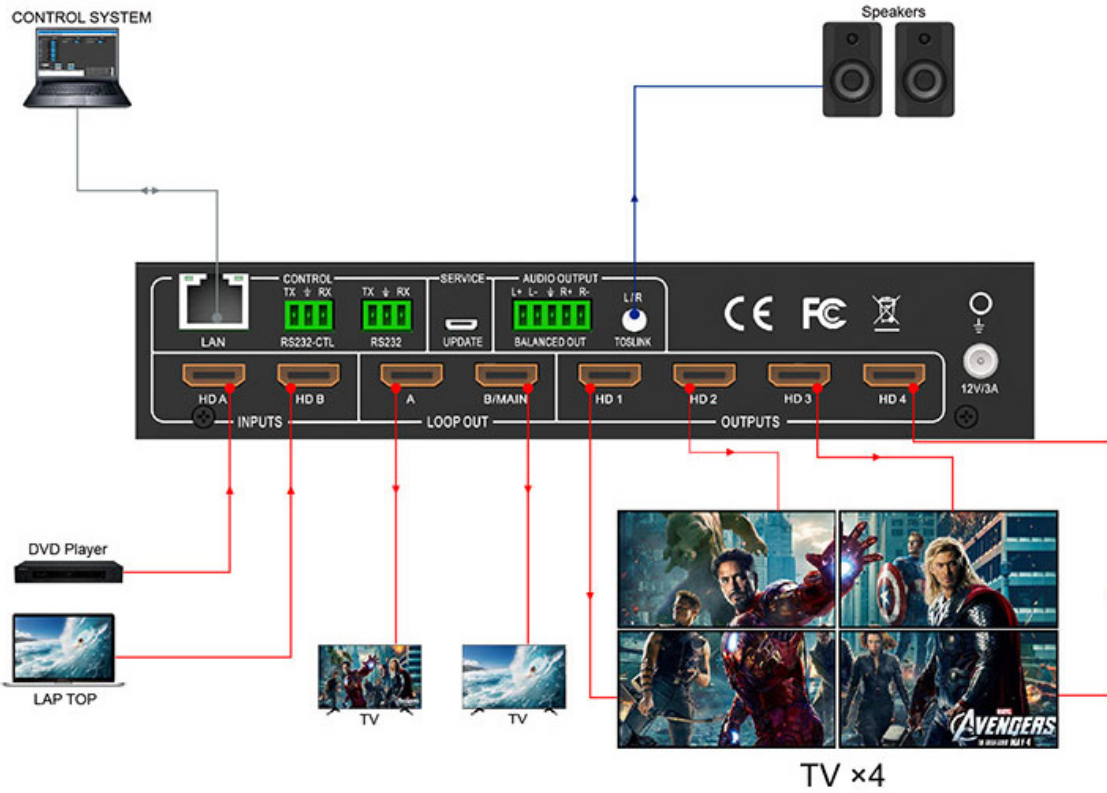 CONTROL SYSTEM
Speakers
CONTROL
SERVICE
AUDIO OUTPUT
TX RX
TX RX
L+ L- R+ R-
L/R
LAN
RS232-CTL
RS232
UPDATE
BALANCED OUT
TOSLINK
CE FC
12V/3A
HD A
HD B
A
B/MAIN
HD 1
HD 2
HD 3
HD 4
INPUTS
LOOP OUT
OUTPUTS
DVD Player
LAP TOP
TV
TV
MARVEL
AVENGERS
TV ×4